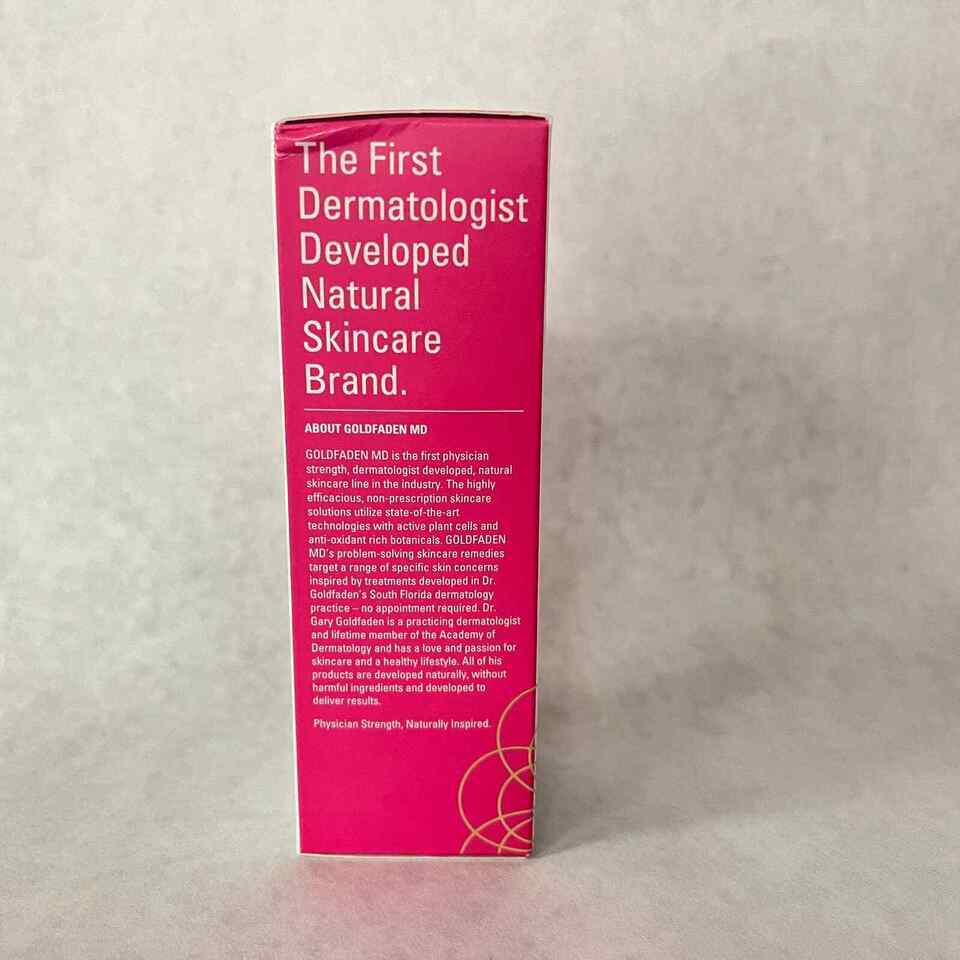 The First
Dermatologist
Developed
Natural
Skincare
Brand.
ABOUT GOLDFADEN MD
GOLDFADEN MD is the first physician
strength, dermatologist developed, natural
skincare line in the industry. The highly
efficacious, non-prescription skincare
solutions utilize state-of-the-art
technologies with active plant cells and
anti-oxidant rich botanicals. GOLDFADEN
MD's problem-solving skincare remedies
target a range of specific skin concerns
inspired by treatments developed in Dr.
Goldfaden's South Florida dermatology
practice – no appointment required. Dr.
Gary Goldfaden is a practicing dermatologist
and lifetime member of the Academy of
Dermatology and has a love and passion for
skincare and a healthy lifestyle. All of his
products are developed naturally, without
harmful ingredients and developed to
deliver results.
Physician Strength, Naturally Inspired.